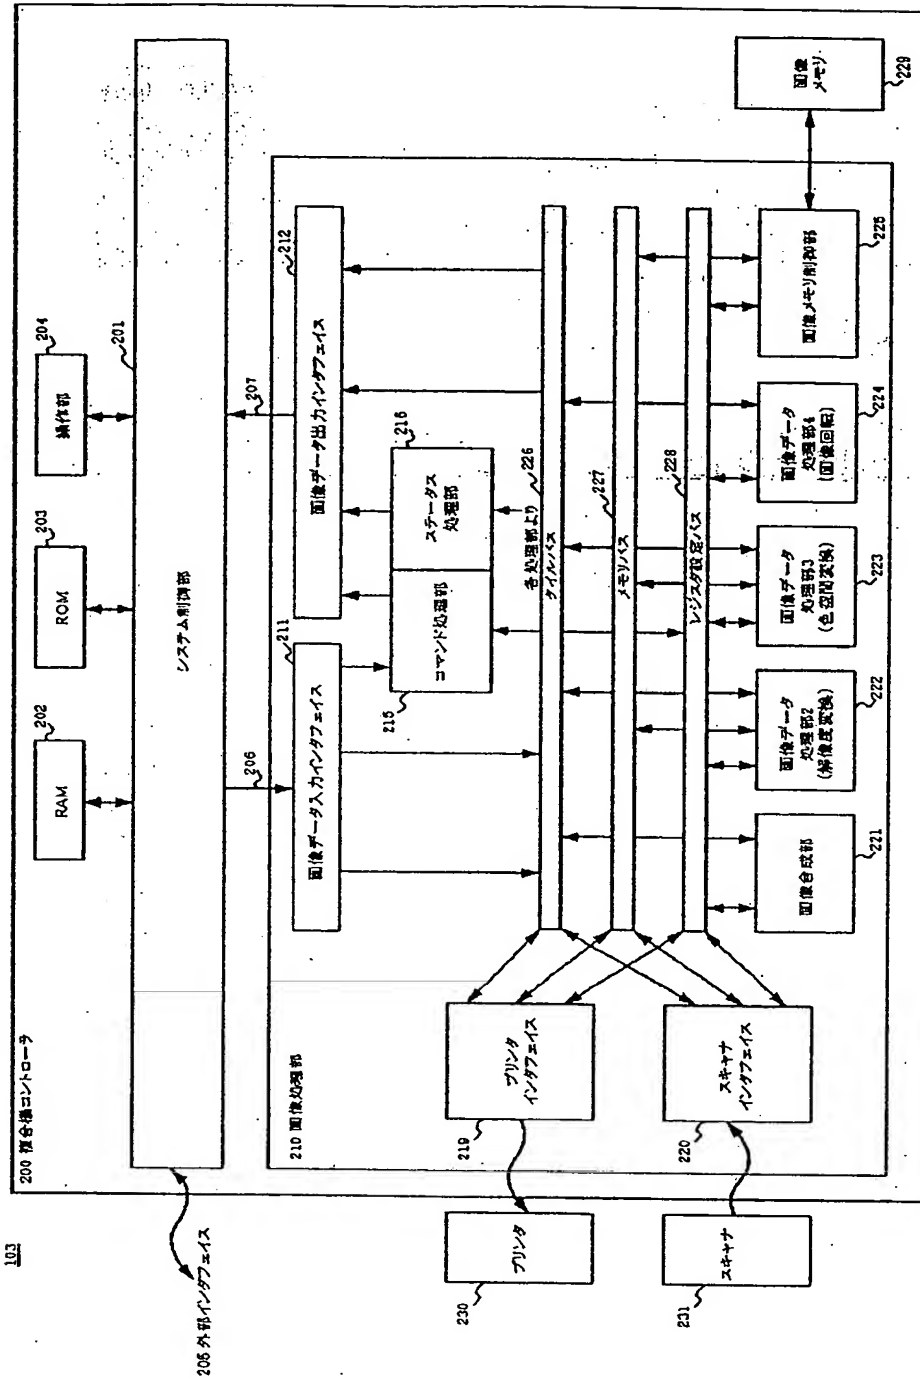 103
200 複合機コントローラ
202
RAM
203
ROM
204
操作部
201
システム制御部
205 外部インタフェイス
206
207
210 画像処理部
211
画像データ入力インタフェイス
212
画像データ出力インタフェイス
215
コマンド処理部
216
ステータス
処理部
各処理部より
226
タイルバス
227
メモリバス
228
レジスタ設定バス
プリンタ
インタフェイス
219
スキャナ
インタフェイス
220
プリンタ
230
スキャナ
231
画像合成部
221
画像データ
処理部2
(解像度変換)
222
画像データ
処理部3
(色空間変換)
223
画像データ
処理部4
(画像回転)
224
画像メモリ制御部
225
画像
メモリ
229